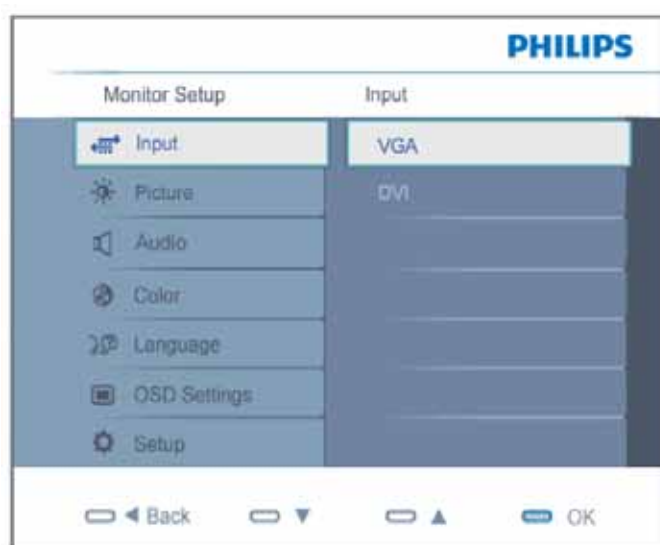 PHILIPS
Monitor Setup Input
Input VGA
Picture DVI
Audio
Color
Language
OSD Settings
Setup
Back OK